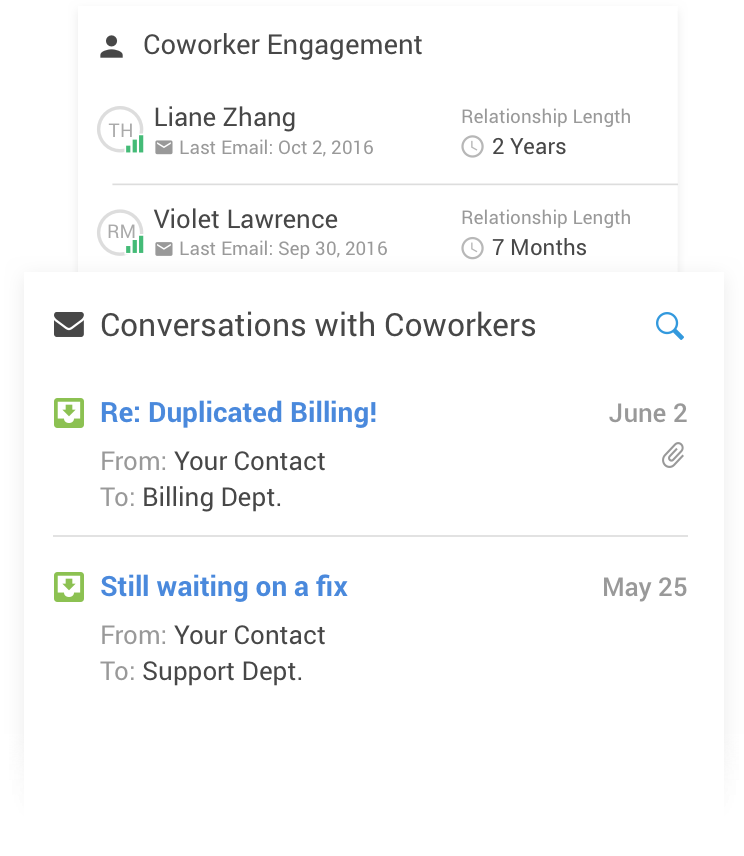 Coworker Engagement
TH
Liane Zhang
Last Email: Oct 2, 2016
Relationship Length
2 Years
RM
Violet Lawrence
Last Email: Sep 30, 2016
Relationship Length
7 Months
Conversations with Coworkers
Re: Duplicated Billing!
June 2
From: Your Contact
To: Billing Dept.
Still waiting on a fix
May 25
From: Your Contact
To: Support Dept.